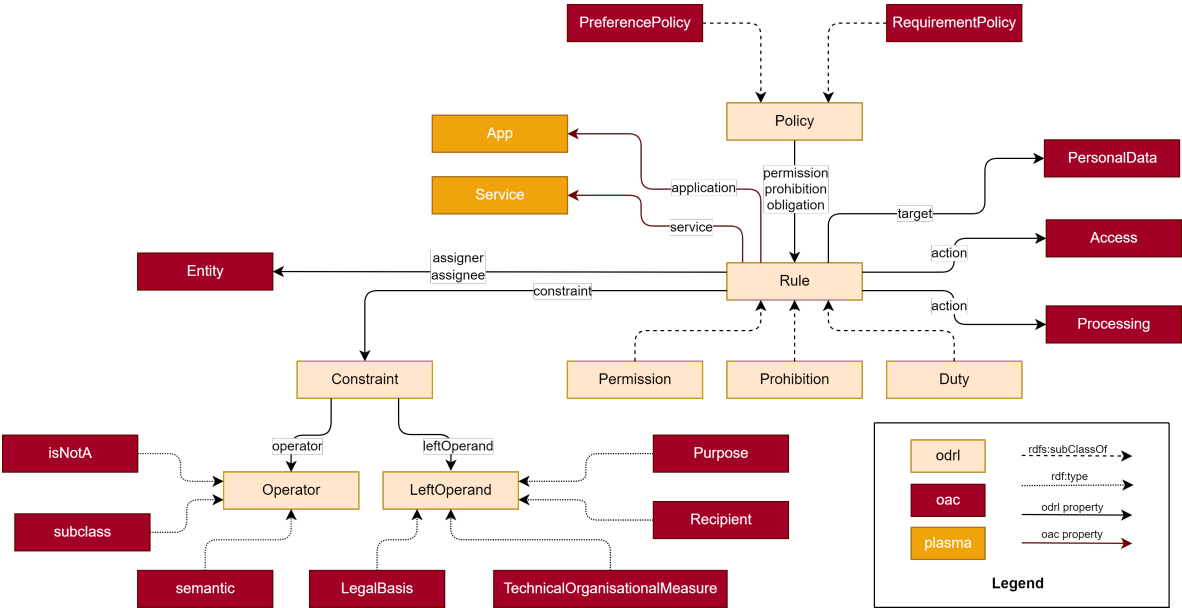 PreferencePolicy
RequirementPolicy
App
Policy
PersonalData
Service
application
permission
prohibition
obligation
target
service
Access
Entity
assigner
assignee
action
Rule
constraint
action
Processing
Constraint
Permission
Prohibition
Duty
isNotA
operator
leftOperand
Purpose
Operator
LeftOperand
subclass
Recipient
semantic
LegalBasis
TechnicalOrganisationalMeasure
odrl
rdfs:subClassOf
rdf:type
oac
odrl property
plasma
oac property
Legend